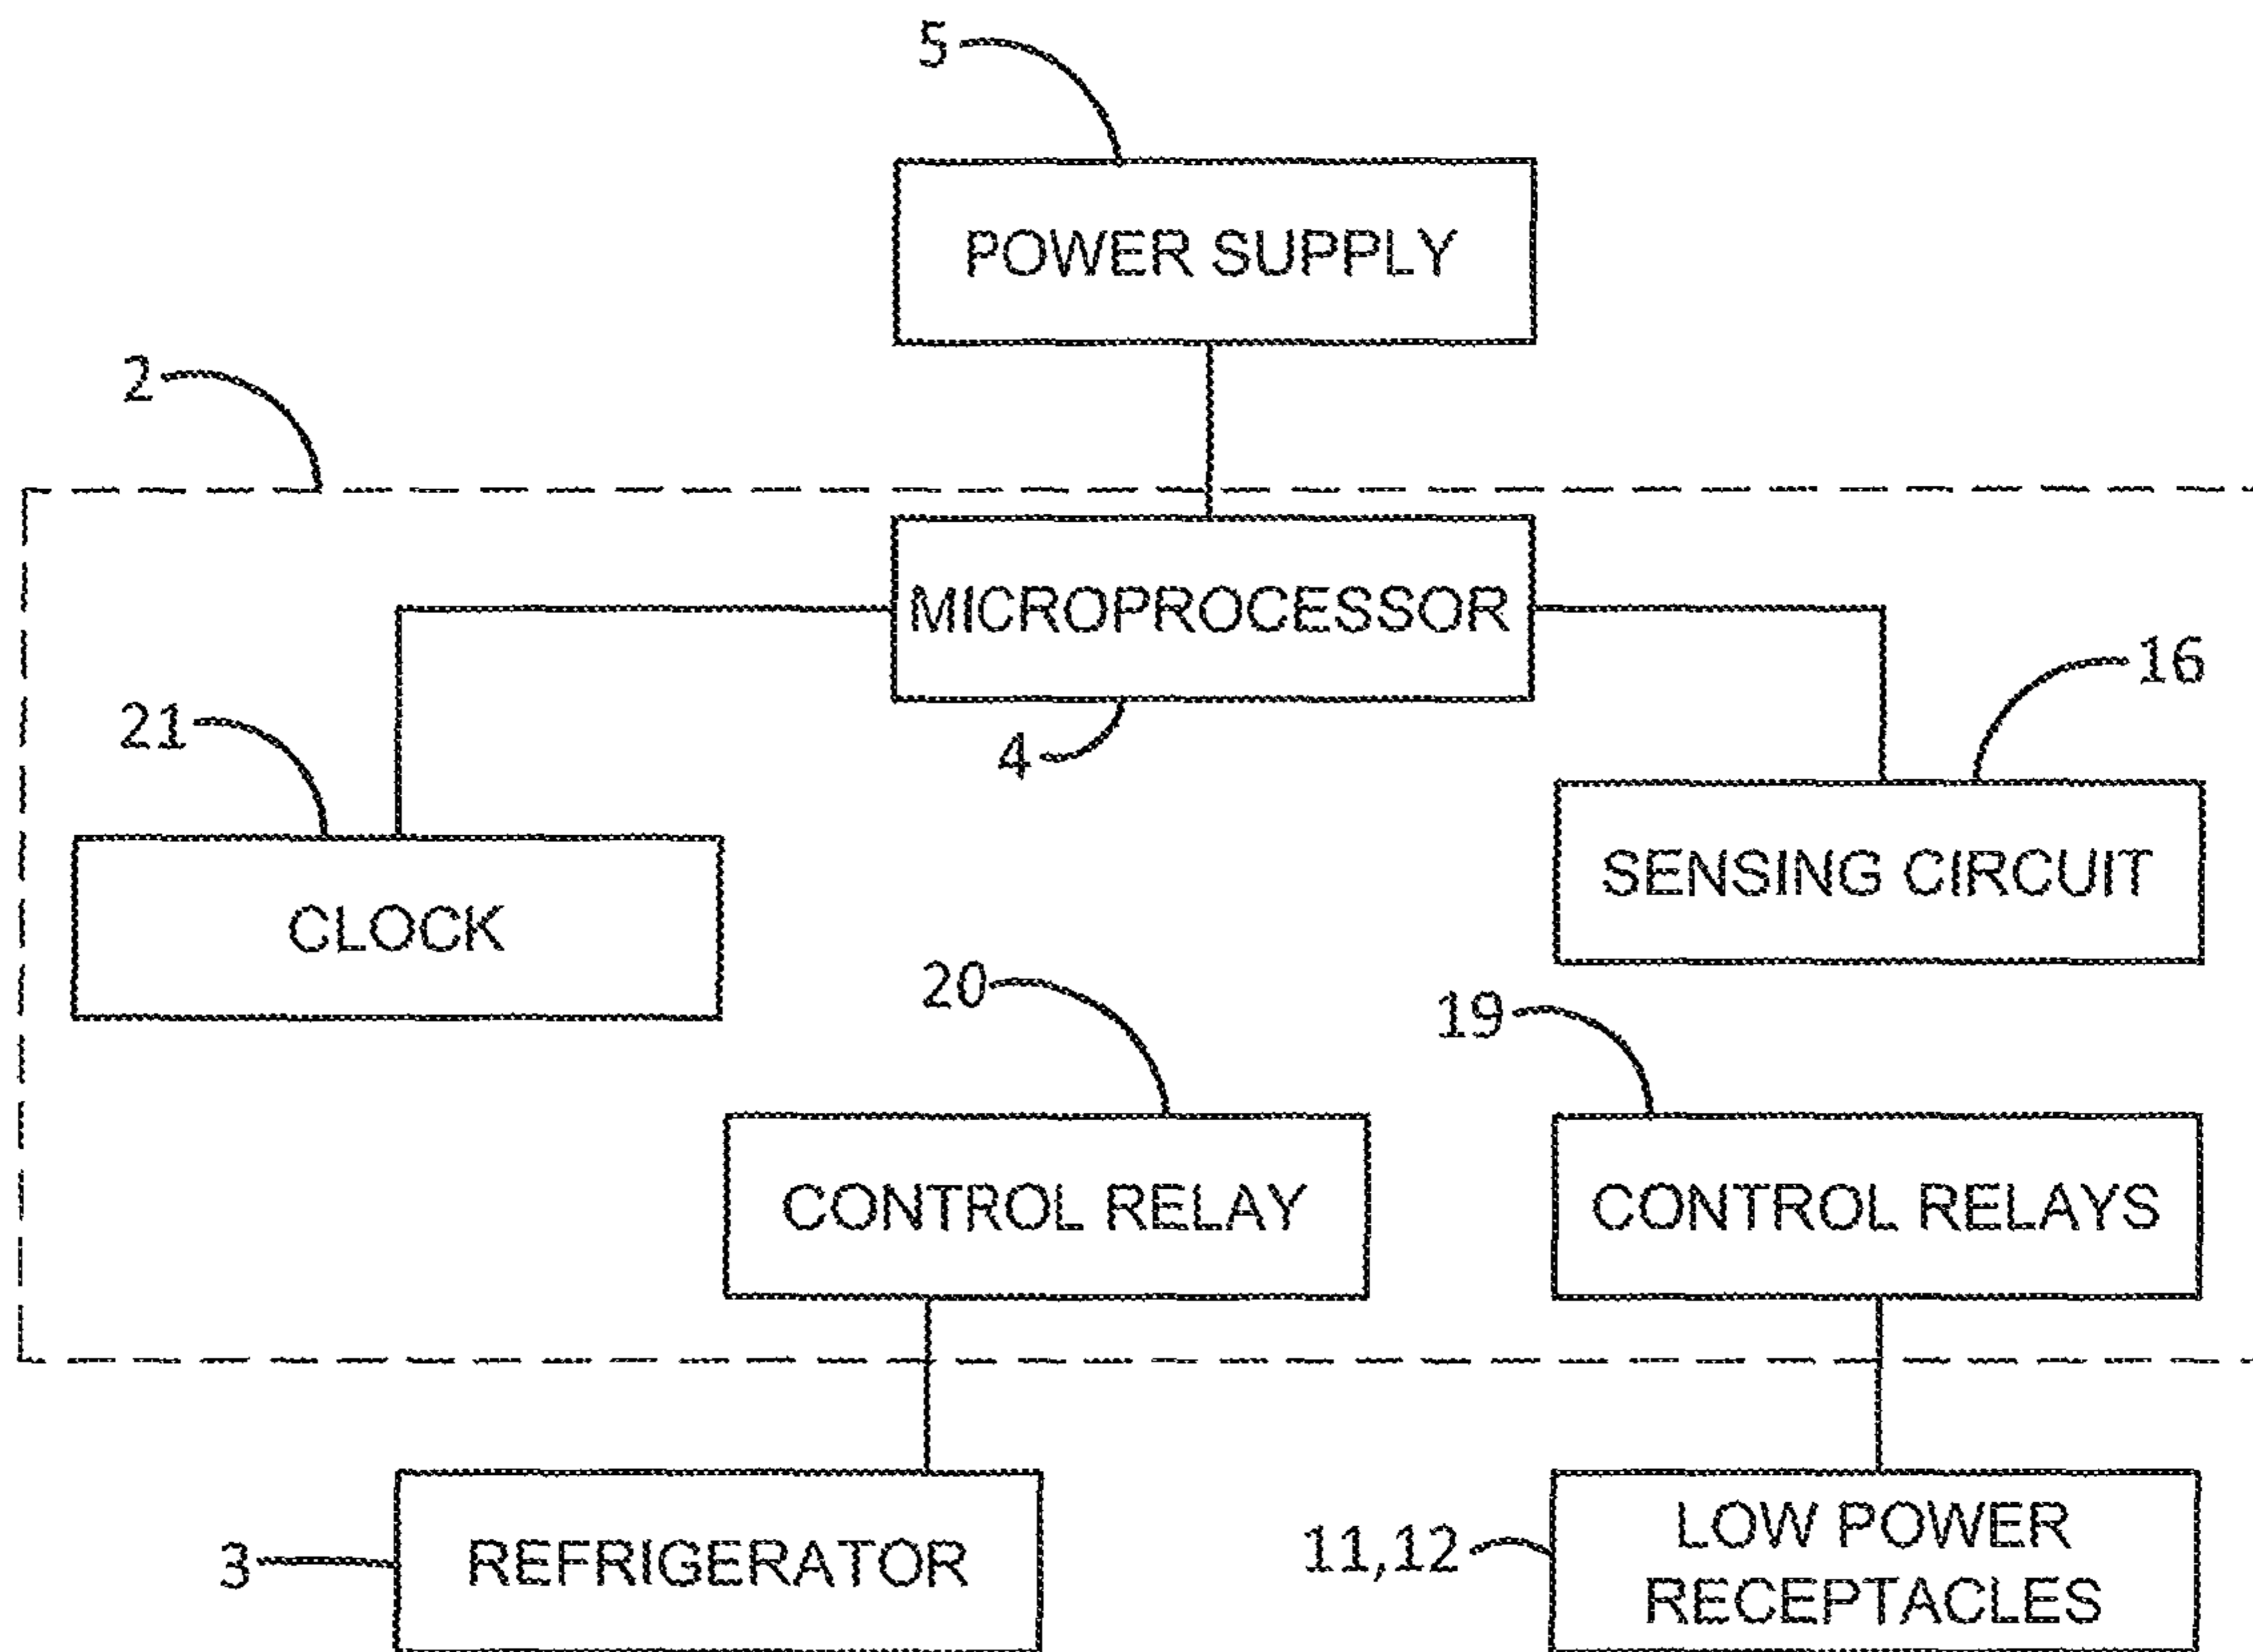 5
POWER SUPPLY
2
MICROPROCESSOR
16
21
4
SENSING CIRCUIT
CLOCK
20
19
CONTROL RELAY
CONTROL RELAYS
3
REFRIGERATOR
11,12
LOW POWER
RECEPTACLES